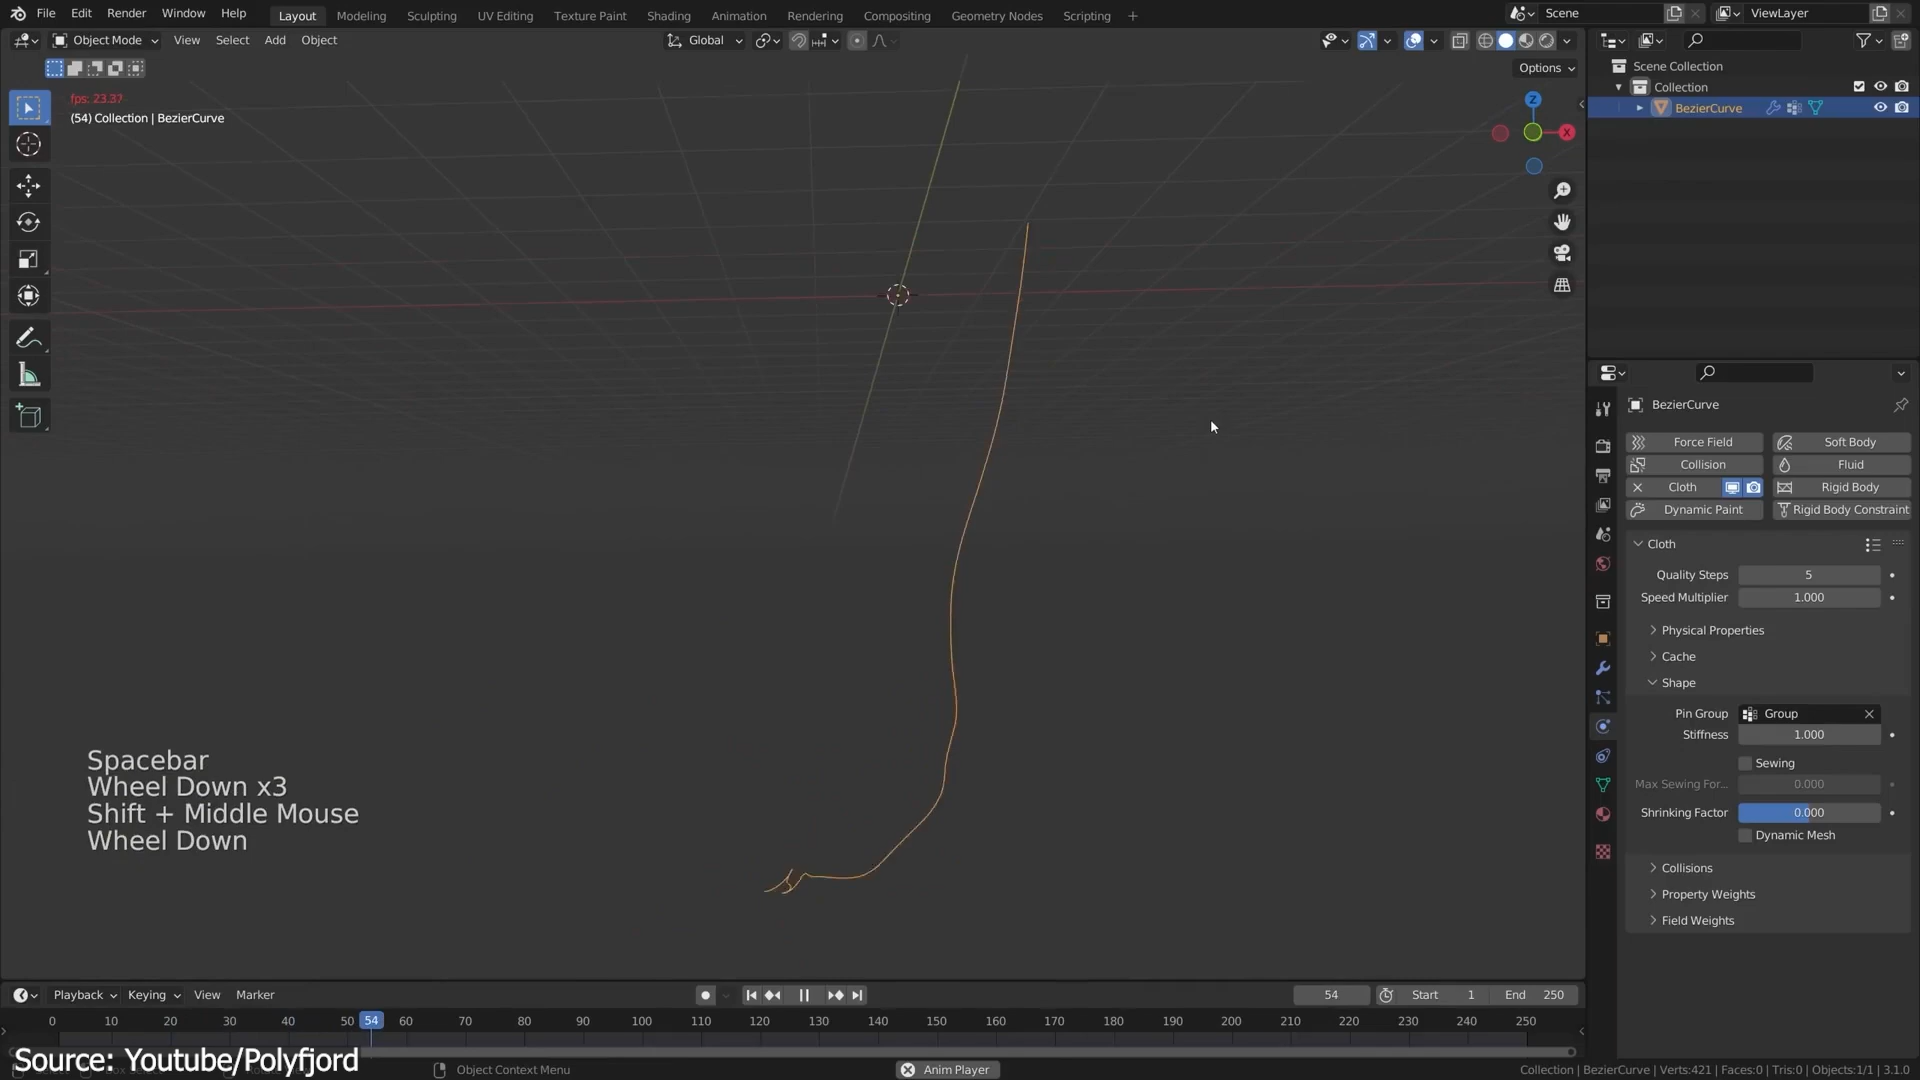 File Edit Render Window Help Layout Modeling Sculpting UV Editing Texture Paint Shading Animation Rendering Compositing Geometry Nodes Scripting + Scene ViewLayer
Object Mode View Select Add Object Global
Options
fps: 23.37
(54) Collection | BezierCurve
Z
X
Scene Collection
Collection
BezierCurve
BezierCurve
Force Field Soft Body
Collision Fluid
Cloth Rigid Body
Dynamic Paint Rigid Body Constraint
Cloth
Quality Steps 5
Speed Multiplier 1.000
Physical Properties
Cache
Shape
Pin Group Group
Stiffness 1.000
Sewing
Max Sewing For... 0.000
Shrinking Factor 0.000
Dynamic Mesh
Collisions
Property Weights
Field Weights
Spacebar
Wheel Down x3
Shift + Middle Mouse
Wheel Down
Playback Keying View Marker 54 Start 1 End 250
0 10 20 30 40 50 54 60 70 80 90 100 110 120 130 140 150 160 170 180 190 200 210 220 230 240 250
Source: Youtube/Polyfjord
Object Context Menu Anim Player Collection | BezierCurve | Verts:421 | Faces:0 | Tris:0 | Objects:1/1 | 3.1.0